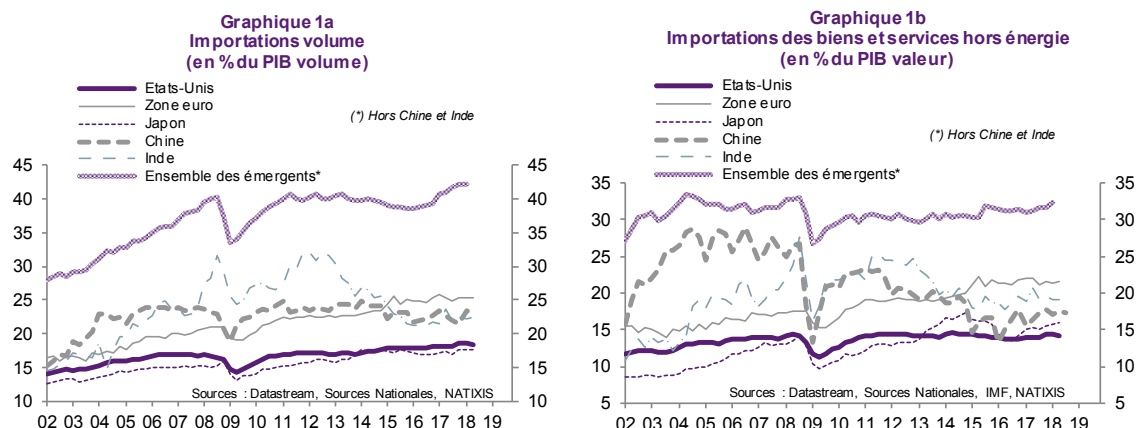 Graphique 1a
Importations volume
(en % du PIB volume)
Etats-Unis
Zone euro
Japon
Chine
Inde
Ensemble des émergents*
(*) Hors Chine et Inde
45 45
40 40
35 35
30 30
25 25
20 20
15 15
10 10
Sources : Datastream, Sources Nationales, NATIXIS
02 03 04 05 06 07 08 09 10 11 12 13 14 15 16 17 18 19
Graphique 1b
Importations des biens et services hors énergie
(en % du PIB valeur)
Etats-Unis
Zone euro
Japon
Chine
Inde
Ensemble des émergents*
(*) Hors Chine et Inde
35 35
30 30
25 25
20 20
15 15
10 10
5 5
Sources : Datastream, Sources Nationales, IMF, NATIXIS
02 03 04 05 06 07 08 09 10 11 12 13 14 15 16 17 18 19